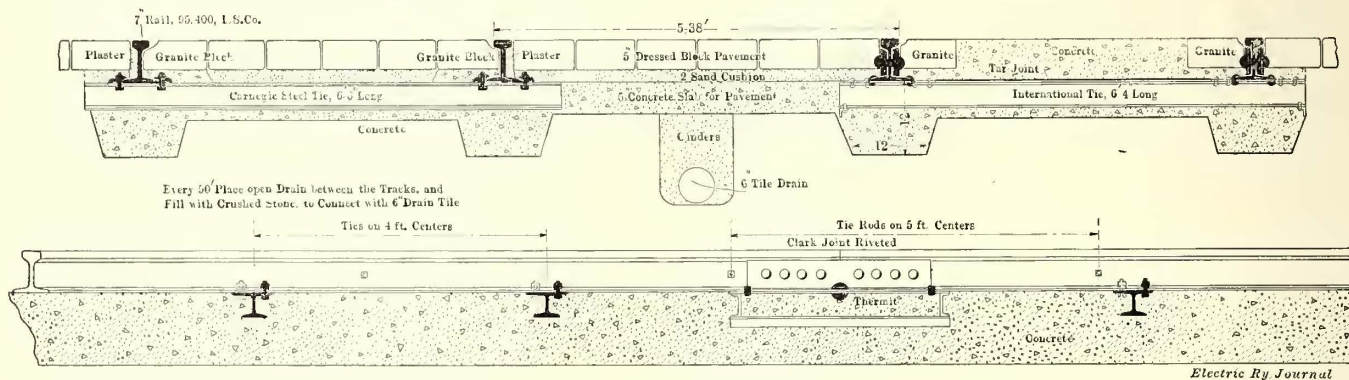 7" Rail, 95.400, L.S.Co.
5.38'
Plaster
Granite Block
Granite Block
Plaster
5" Dressed Block Pavement
Granite
Concrete
Granite
Tar Joint
2" Sand Cushion
Carnegie Steel Tie, 6-6 Long
5" Concrete Slab for Pavement
International Tie, 6 4 Long
Concrete
Cinders
12
6" Tile Drain
Every 50' Place open Drain between the Tracks, and
Fill with Crushed Stone, to Connect with 6" Drain Tile
Ties on 4 ft. Centers
Tie Rods on 5 ft. Centers
Clark Joint Riveted
Thermit
Concrete
Electric Ry. Journal